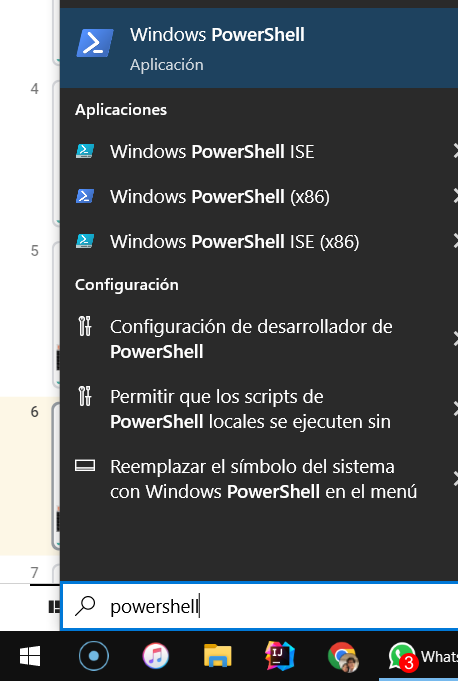 Windows PowerShell
Aplicación
4
Aplicaciones
Windows PowerShell ISE
Windows PowerShell (x86)
Windows PowerShell ISE (x86)
5
Configuración
Configuración de desarrollador de
PowerShell
Permitir que los scripts de
PowerShell locales se ejecuten sin
6
Reemplazar el símbolo del sistema
con Windows PowerShell en el menú
7
powershell
IJ
3
Whats